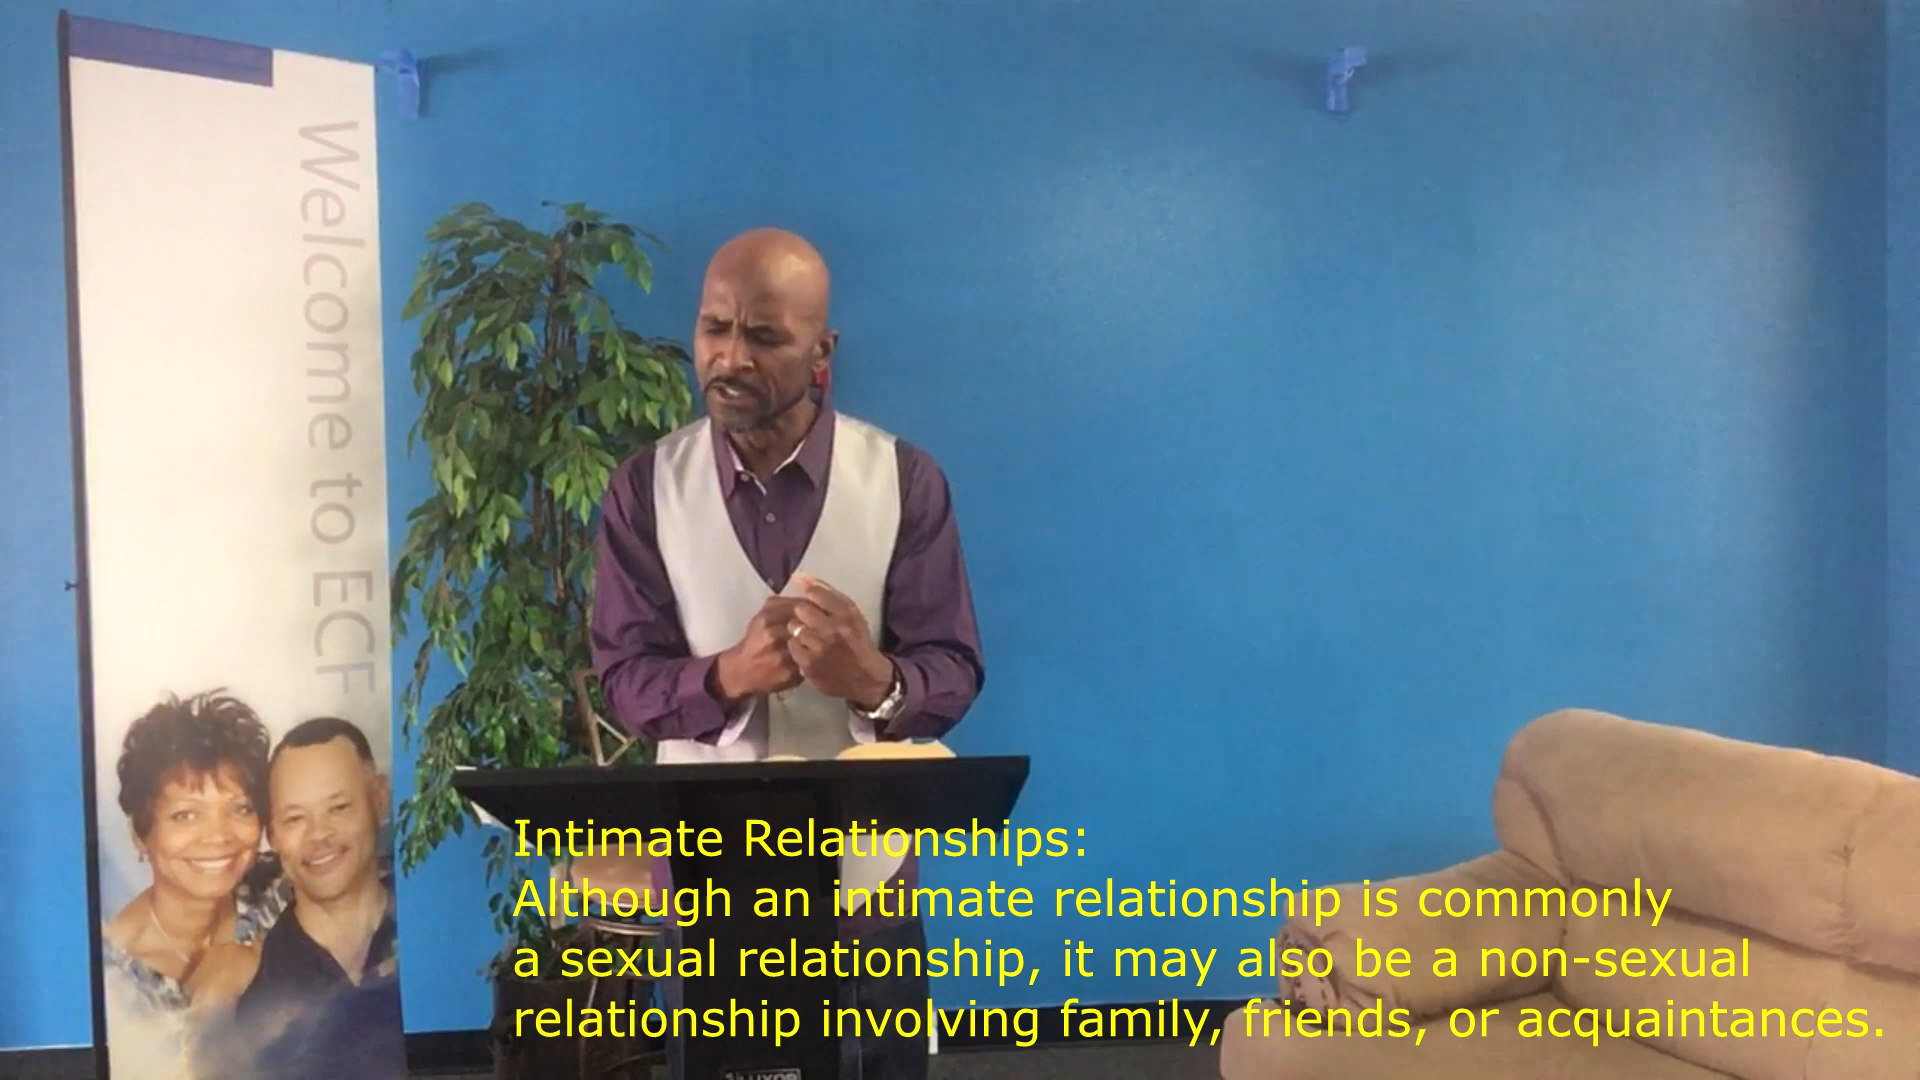 Welcome to ECF
Intimate Relationships:
Although an intimate relationship is commonly
a sexual relationship, it may also be a non-sexual
relationship involving family, friends, or acquaintances.